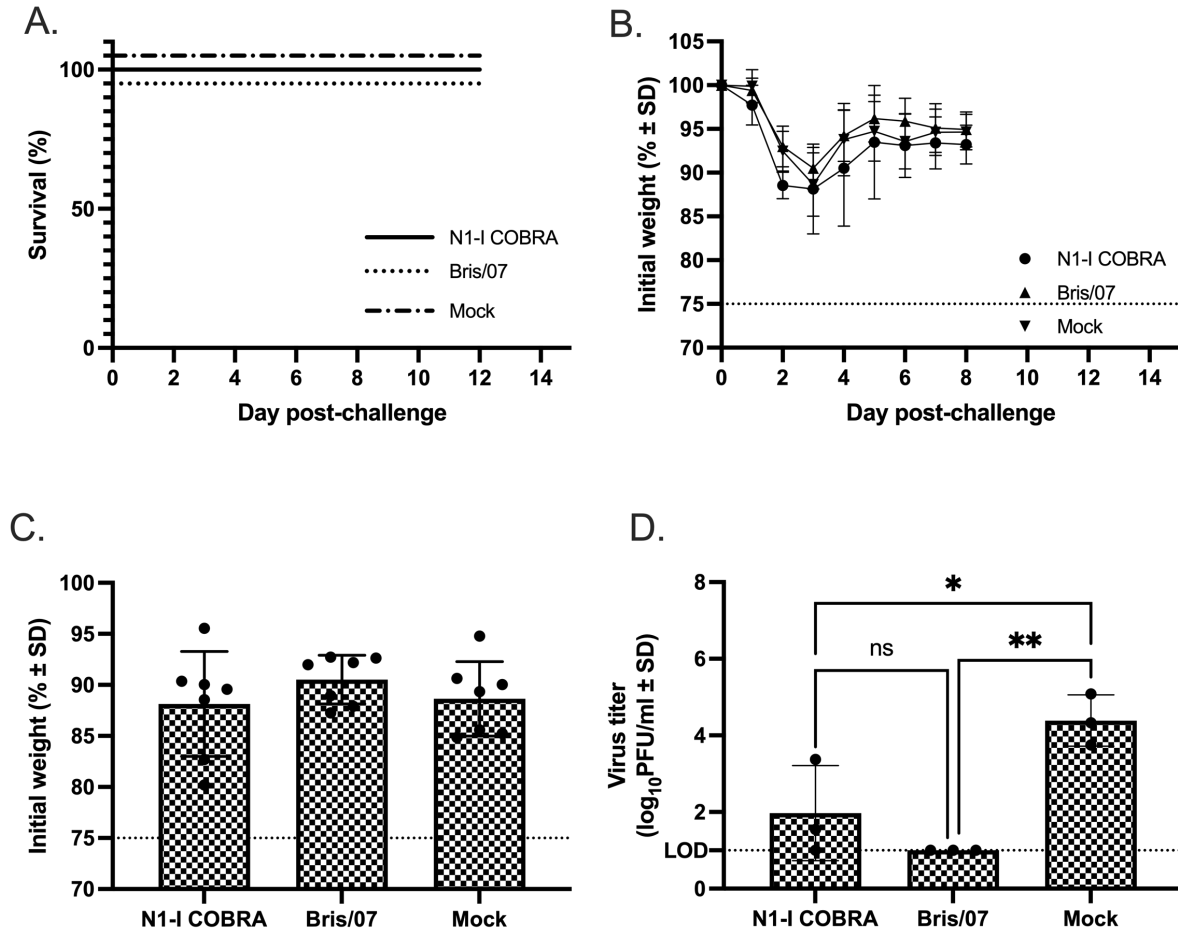 A.
Survival (%)
100
50
0
N1-I COBRA
Bris/07
Mock
0 2 4 6 8 10 12 14
Day post-challenge
B.
Initial weight (% ± SD)
105
100
95
90
85
80
75
70
N1-I COBRA
Bris/07
Mock
0 2 4 6 8 10 12 14
Day post-challenge
C.
Initial weight (% ± SD)
100
95
90
85
80
75
70
N1-I COBRA Bris/07 Mock
D.
Virus titer
(log₁₀PFU/ml ± SD)
8
6
4
2
LOD
0
*
ns
**
N1-I COBRA Bris/07 Mock